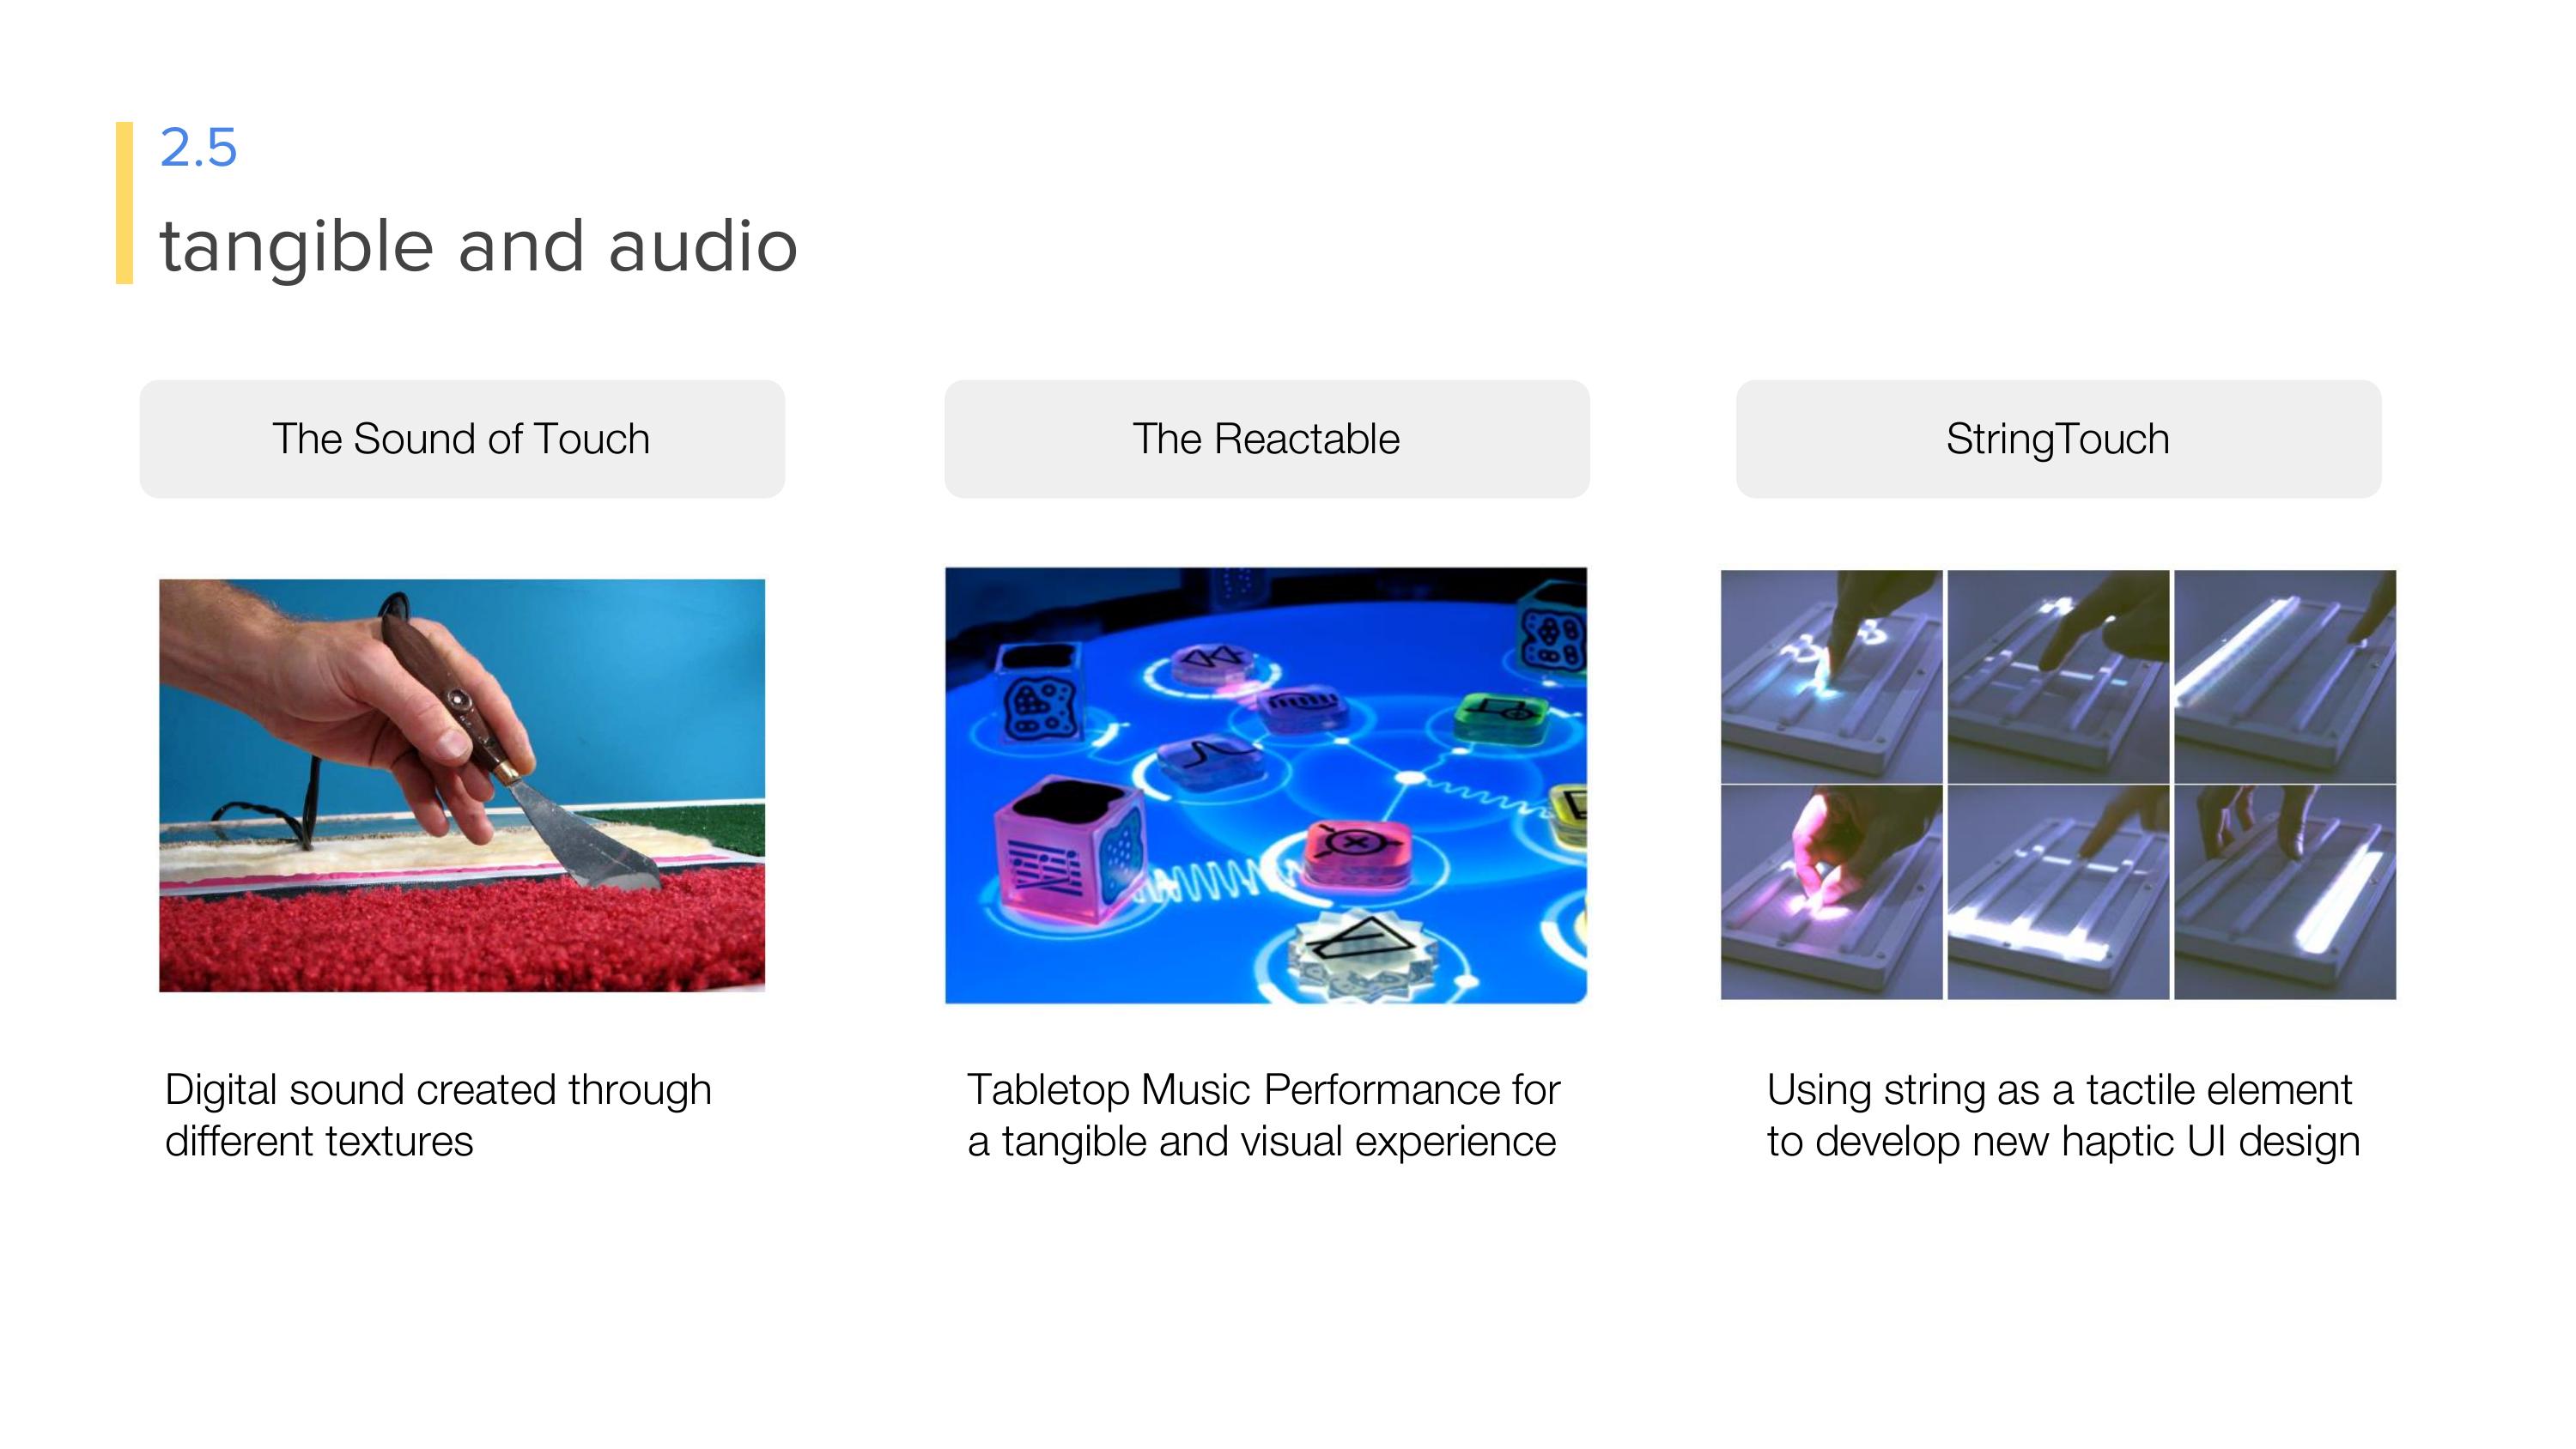 2.5
tangible and audio
The Sound of Touch
The Reactable
StringTouch
Digital sound created through
different textures
Tabletop Music Performance for
a tangible and visual experience
Using string as a tactile element
to develop new haptic UI design